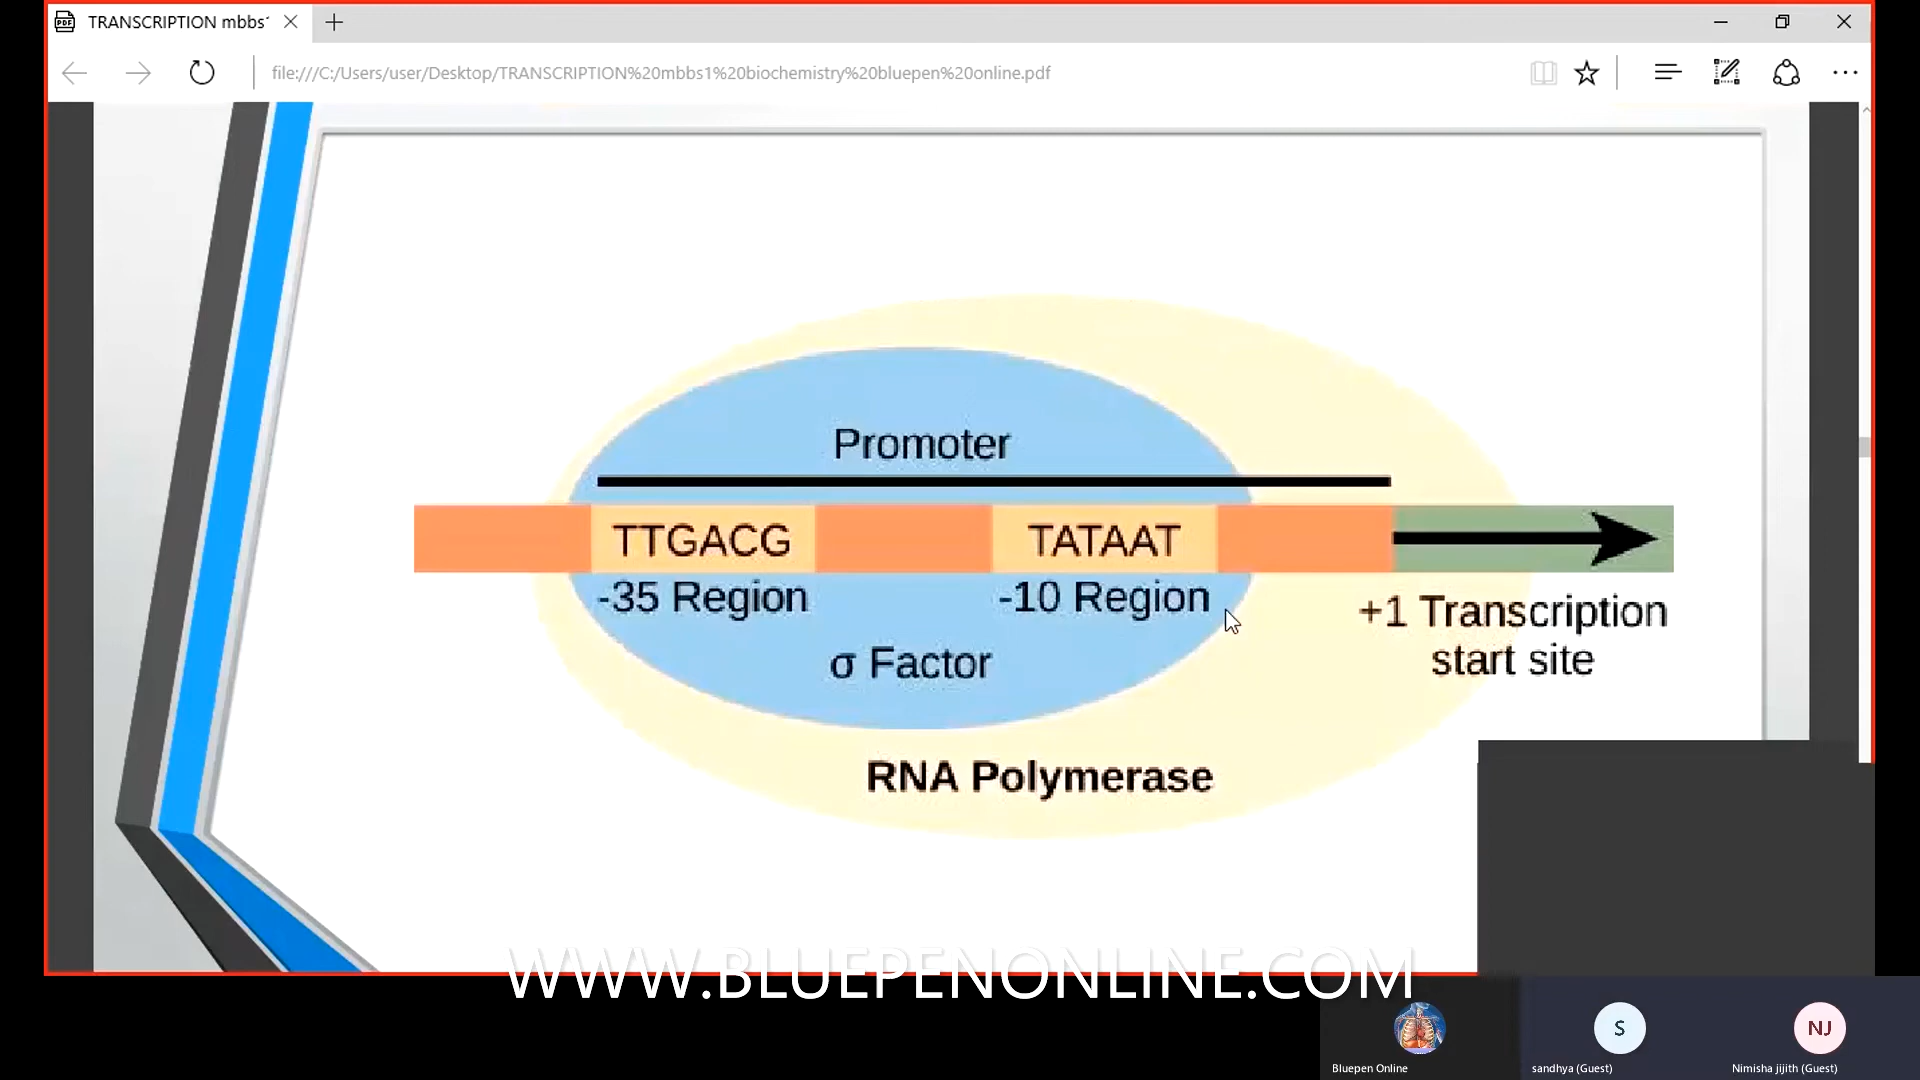 TRANSCRIPTION mbbs1
file:///C:/Users/user/Desktop/TRANSCRIPTION%20mbbs1%20biochemistry%20bluepen%20online.pdf
Promoter
TTGACG
TATAAT
-35 Region
-10 Region
+1 Transcription
start site
σ Factor
RNA Polymerase
WWW.BLUEPENONLINE.COM
S
NJ
Bluepen Online
sandhya (Guest)
Nimisha jijith (Guest)